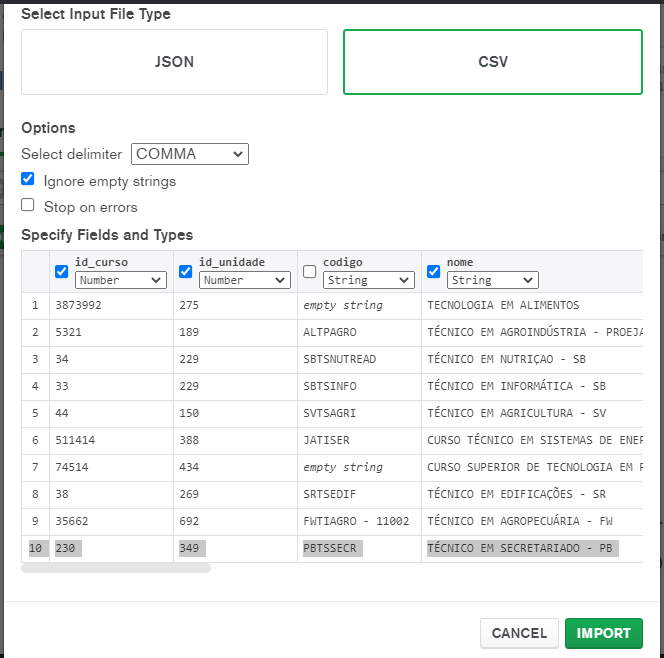 Select Input File Type
JSON CSV
Options
Select delimiter COMMA
Ignore empty strings
Stop on errors
Specify Fields and Types
id_curso id_unidade codigo nome
Number Number String String
1 3873992 275 empty string TECNOLOGIA EM ALIMENTOS
2 5321 189 ALTPAGRO TÉCNICO EM AGROINDÚSTRIA - PROEJA
3 34 229 SBTSNUTREAD TÉCNICO EM NUTRIÇAO - SB
4 33 229 SBTSINFO TÉCNICO EM INFORMÁTICA - SB
5 44 150 SVTSAGRI TÉCNICO EM AGRICULTURA - SV
6 511414 388 JATISER CURSO TÉCNICO EM SISTEMAS DE ENER
7 74514 434 empty string CURSO SUPERIOR DE TECNOLOGIA EM
8 38 269 SRTSEDIF TÉCNICO EM EDIFICAÇÕES - SR
9 35662 692 FWTIAGRO - 11002 TÉCNICO EM AGROPECUÁRIA - FW
10 230 349 PBTSSECR TÉCNICO EM SECRETARIADO - PB
CANCEL IMPORT